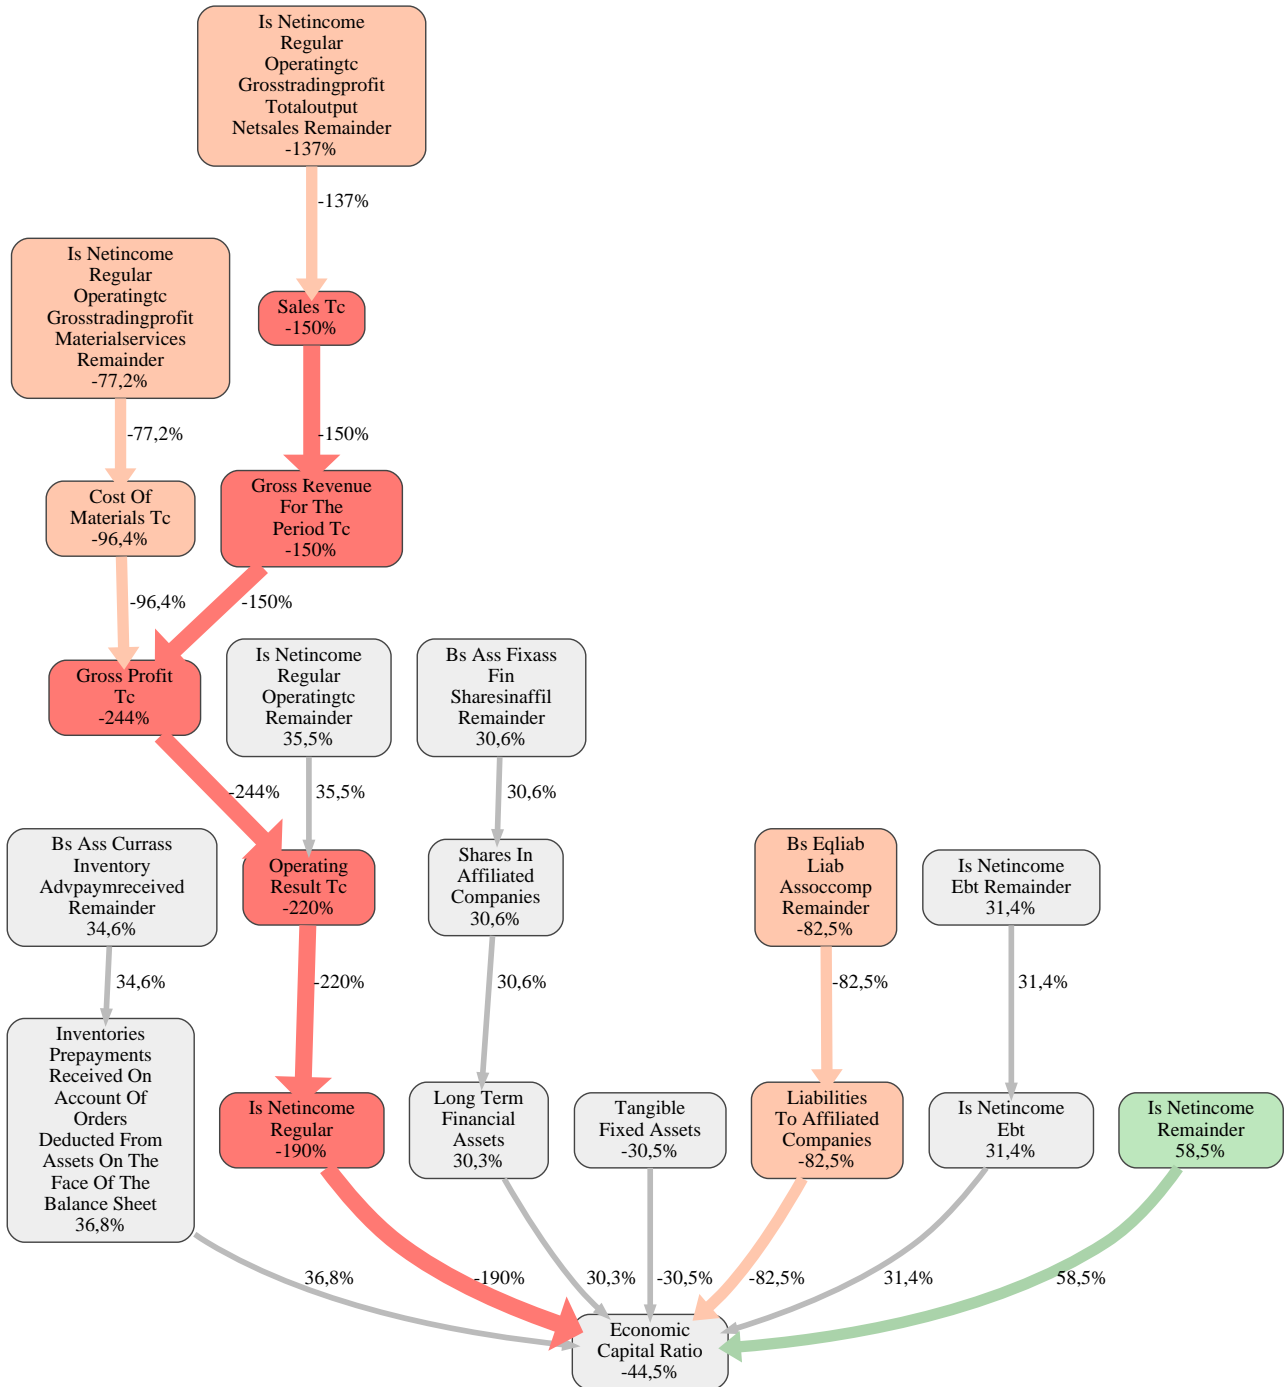 Is Netincome
Regular
Operatingtc
Grosstradingprofit
Totaloutput
Netsales Remainder
-137%
-137%
Is Netincome
Regular
Operatingtc
Grosstradingprofit
Materialservices
Remainder
-77,2%
Sales Tc
-150%
-77,2%
-150%
Cost Of
Materials Tc
-96,4%
Gross Revenue
For The
Period Tc
-150%
-96,4%
-150%
Gross Profit
Tc
-244%
Is Netincome
Regular
Operatingtc
Remainder
35,5%
Bs Ass Fixass
Fin
Sharesinaffil
Remainder
30,6%
-244%
35,5%
30,6%
Bs Ass Currass
Inventory
Advpaymreceived
Remainder
34,6%
Operating
Result Tc
-220%
Shares In
Affiliated
Companies
30,6%
Bs Eqliab
Liab
Assoccomp
Remainder
-82,5%
Is Netincome
Ebt Remainder
31,4%
34,6%
-220%
30,6%
-82,5%
31,4%
Inventories
Prepayments
Received On
Account Of
Orders
Deducted From
Assets On The
Face Of The
Balance Sheet
36,8%
Is Netincome
Regular
-190%
Long Term
Financial
Assets
30,3%
Tangible
Fixed Assets
-30,5%
Liabilities
To Affiliated
Companies
-82,5%
Is Netincome
Ebt
31,4%
Is Netincome
Remainder
58,5%
36,8%
-190%
30,3%
-30,5%
-82,5%
31,4%
58,5%
Economic
Capital Ratio
-44,5%